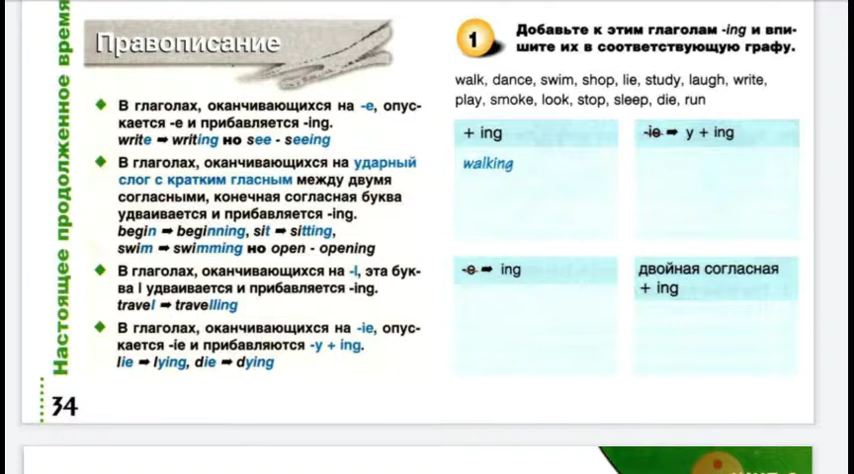 Настоящее продолженное время
Правописание
В глаголах, оканчивающихся на -е, опус-
кается -е и прибавляется -ing.
write ➡ writing но see - seeing
В глаголах, оканчивающихся на ударный
слог с кратким гласным между двумя
согласными, конечная согласная буква
удваивается и прибавляется -ing.
begin ➡ beginning, sit ➡ sitting,
swim ➡ swimming но open - opening
В глаголах, оканчивающихся на -l, эта бук-
ва l удваивается и прибавляется -ing.
travel ➡ travelling
В глаголах, оканчивающихся на -ie, опус-
кается -ie и прибавляются -y + ing.
lie ➡ lying, die ➡ dying
34
1
Добавьте к этим глаголам -ing и впи-
шите их в соответствующую графу.
walk, dance, swim, shop, lie, study, laugh, write,
play, smoke, look, stop, sleep, die, run
+ ing
walking
-ie ➡ y + ing
-e ➡ ing
двойная согласная
+ ing